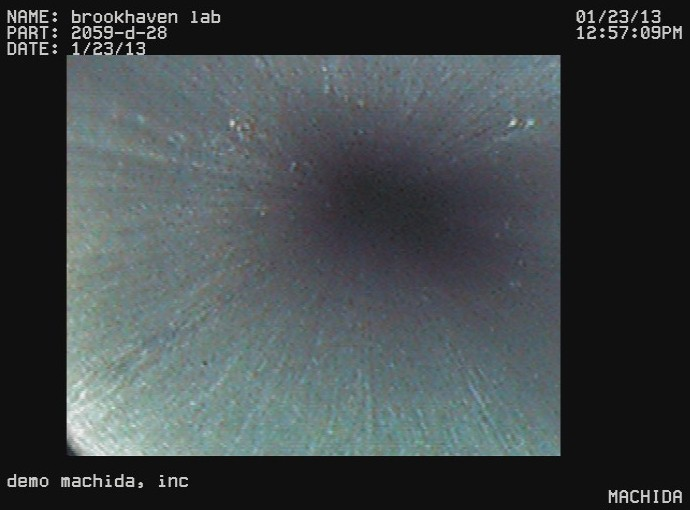 NAME: brookhaven lab
01/23/13
PART: 2059-d-28
12:57:09PM
DATE: 1/23/13
demo machida, inc
MACHIDA